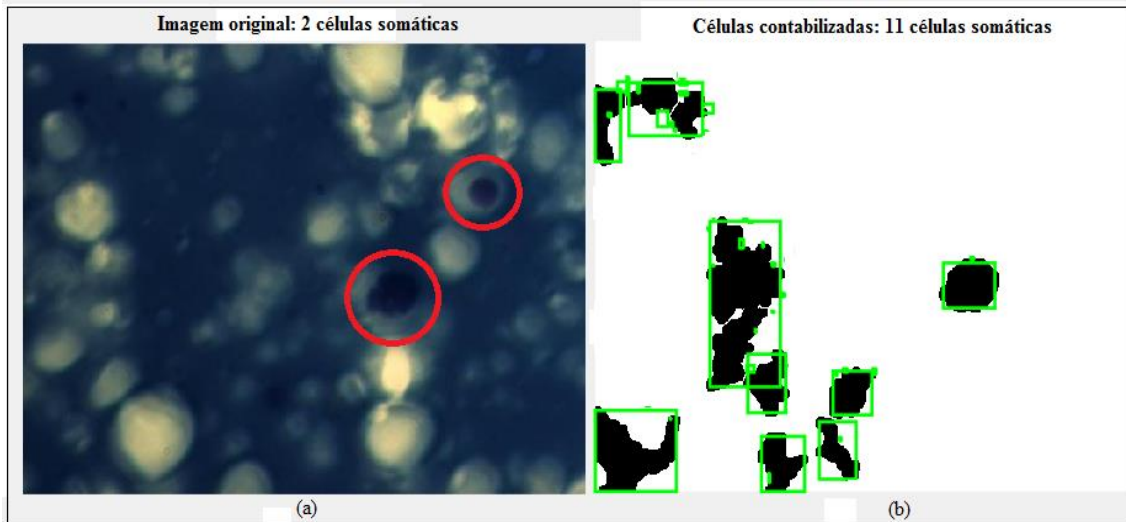 Imagem original: 2 células somáticas
Células contabilizadas: 11 células somáticas
(a)
(b)